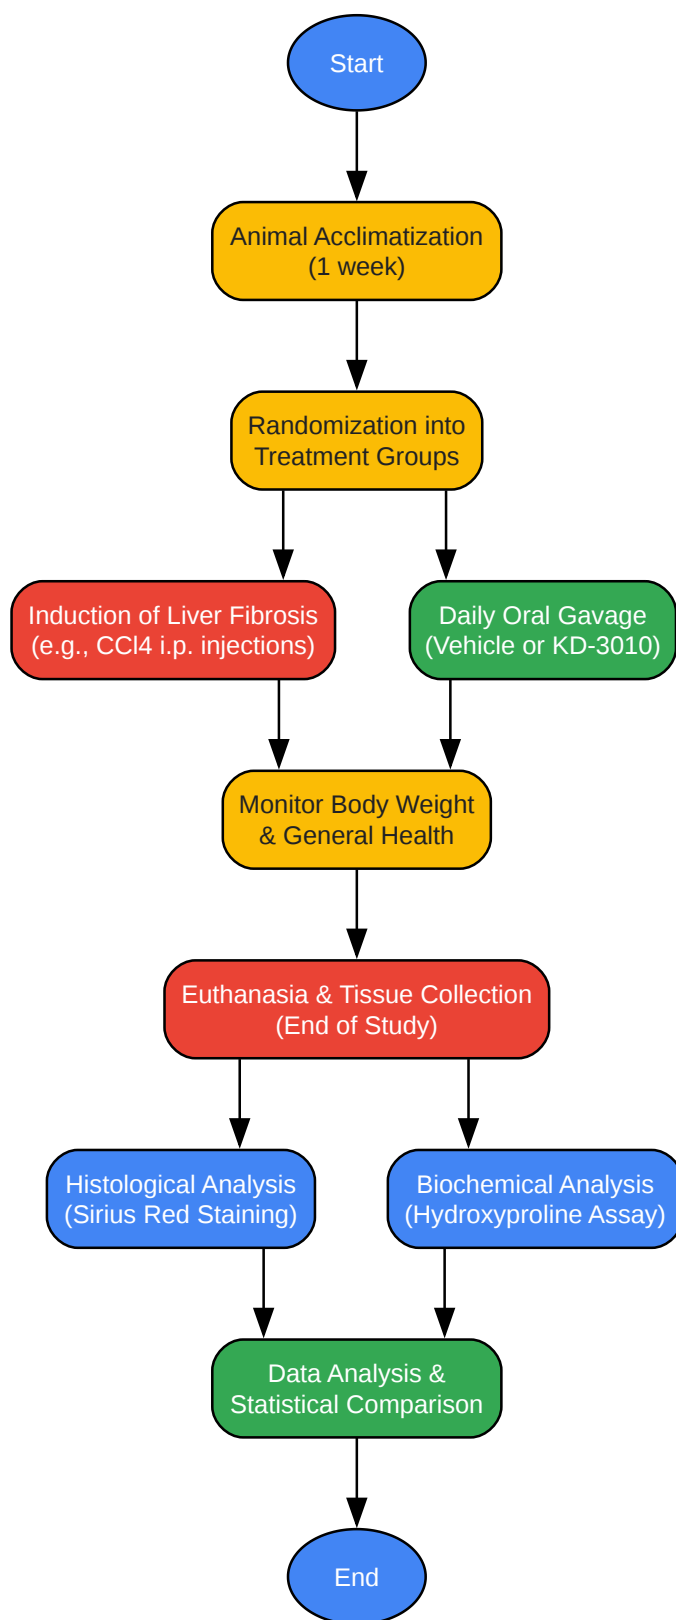 Start
Animal Acclimatization
(1 week)
Randomization into
Treatment Groups
Induction of Liver Fibrosis
(e.g., CCl4 i.p. injections)
Daily Oral Gavage
(Vehicle or KD-3010)
Monitor Body Weight
& General Health
Euthanasia & Tissue Collection
(End of Study)
Histological Analysis
(Sirius Red Staining)
Biochemical Analysis
(Hydroxyproline Assay)
Data Analysis &
Statistical Comparison
End